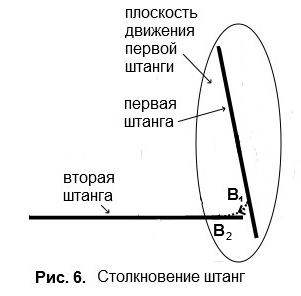 плоскость
движения
первой
штанги
первая
штанга
вторая
штанга
B₁
B₂
Рис. 6. Столкновение штанг